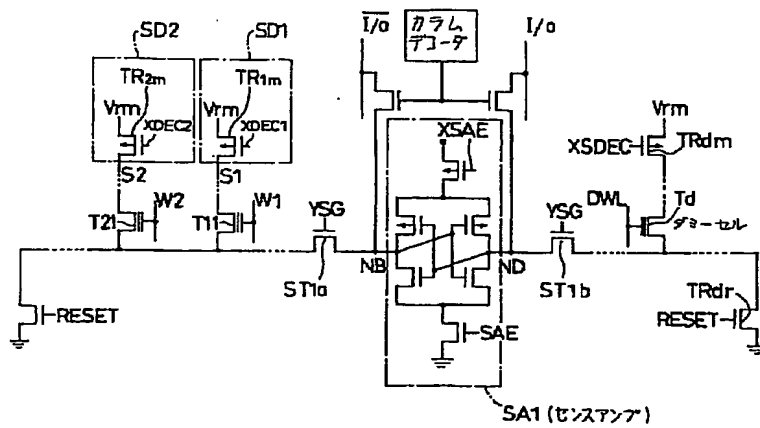 SD2
SD1
I/o
カラム
デコーダ
I/o
TR2m
TR1m
Vrm
Vrm
XDEC2
XDEC1
S2
S1
XSAE
Vrm
XSDEC
TRdm
W2
W1
T21
T11
YSG
ST1a
NB
ND
YSG
ST1b
DWL
Td
ダミーセル
RESET
SAE
TRdr
RESET
SA1 (センスアンプ)